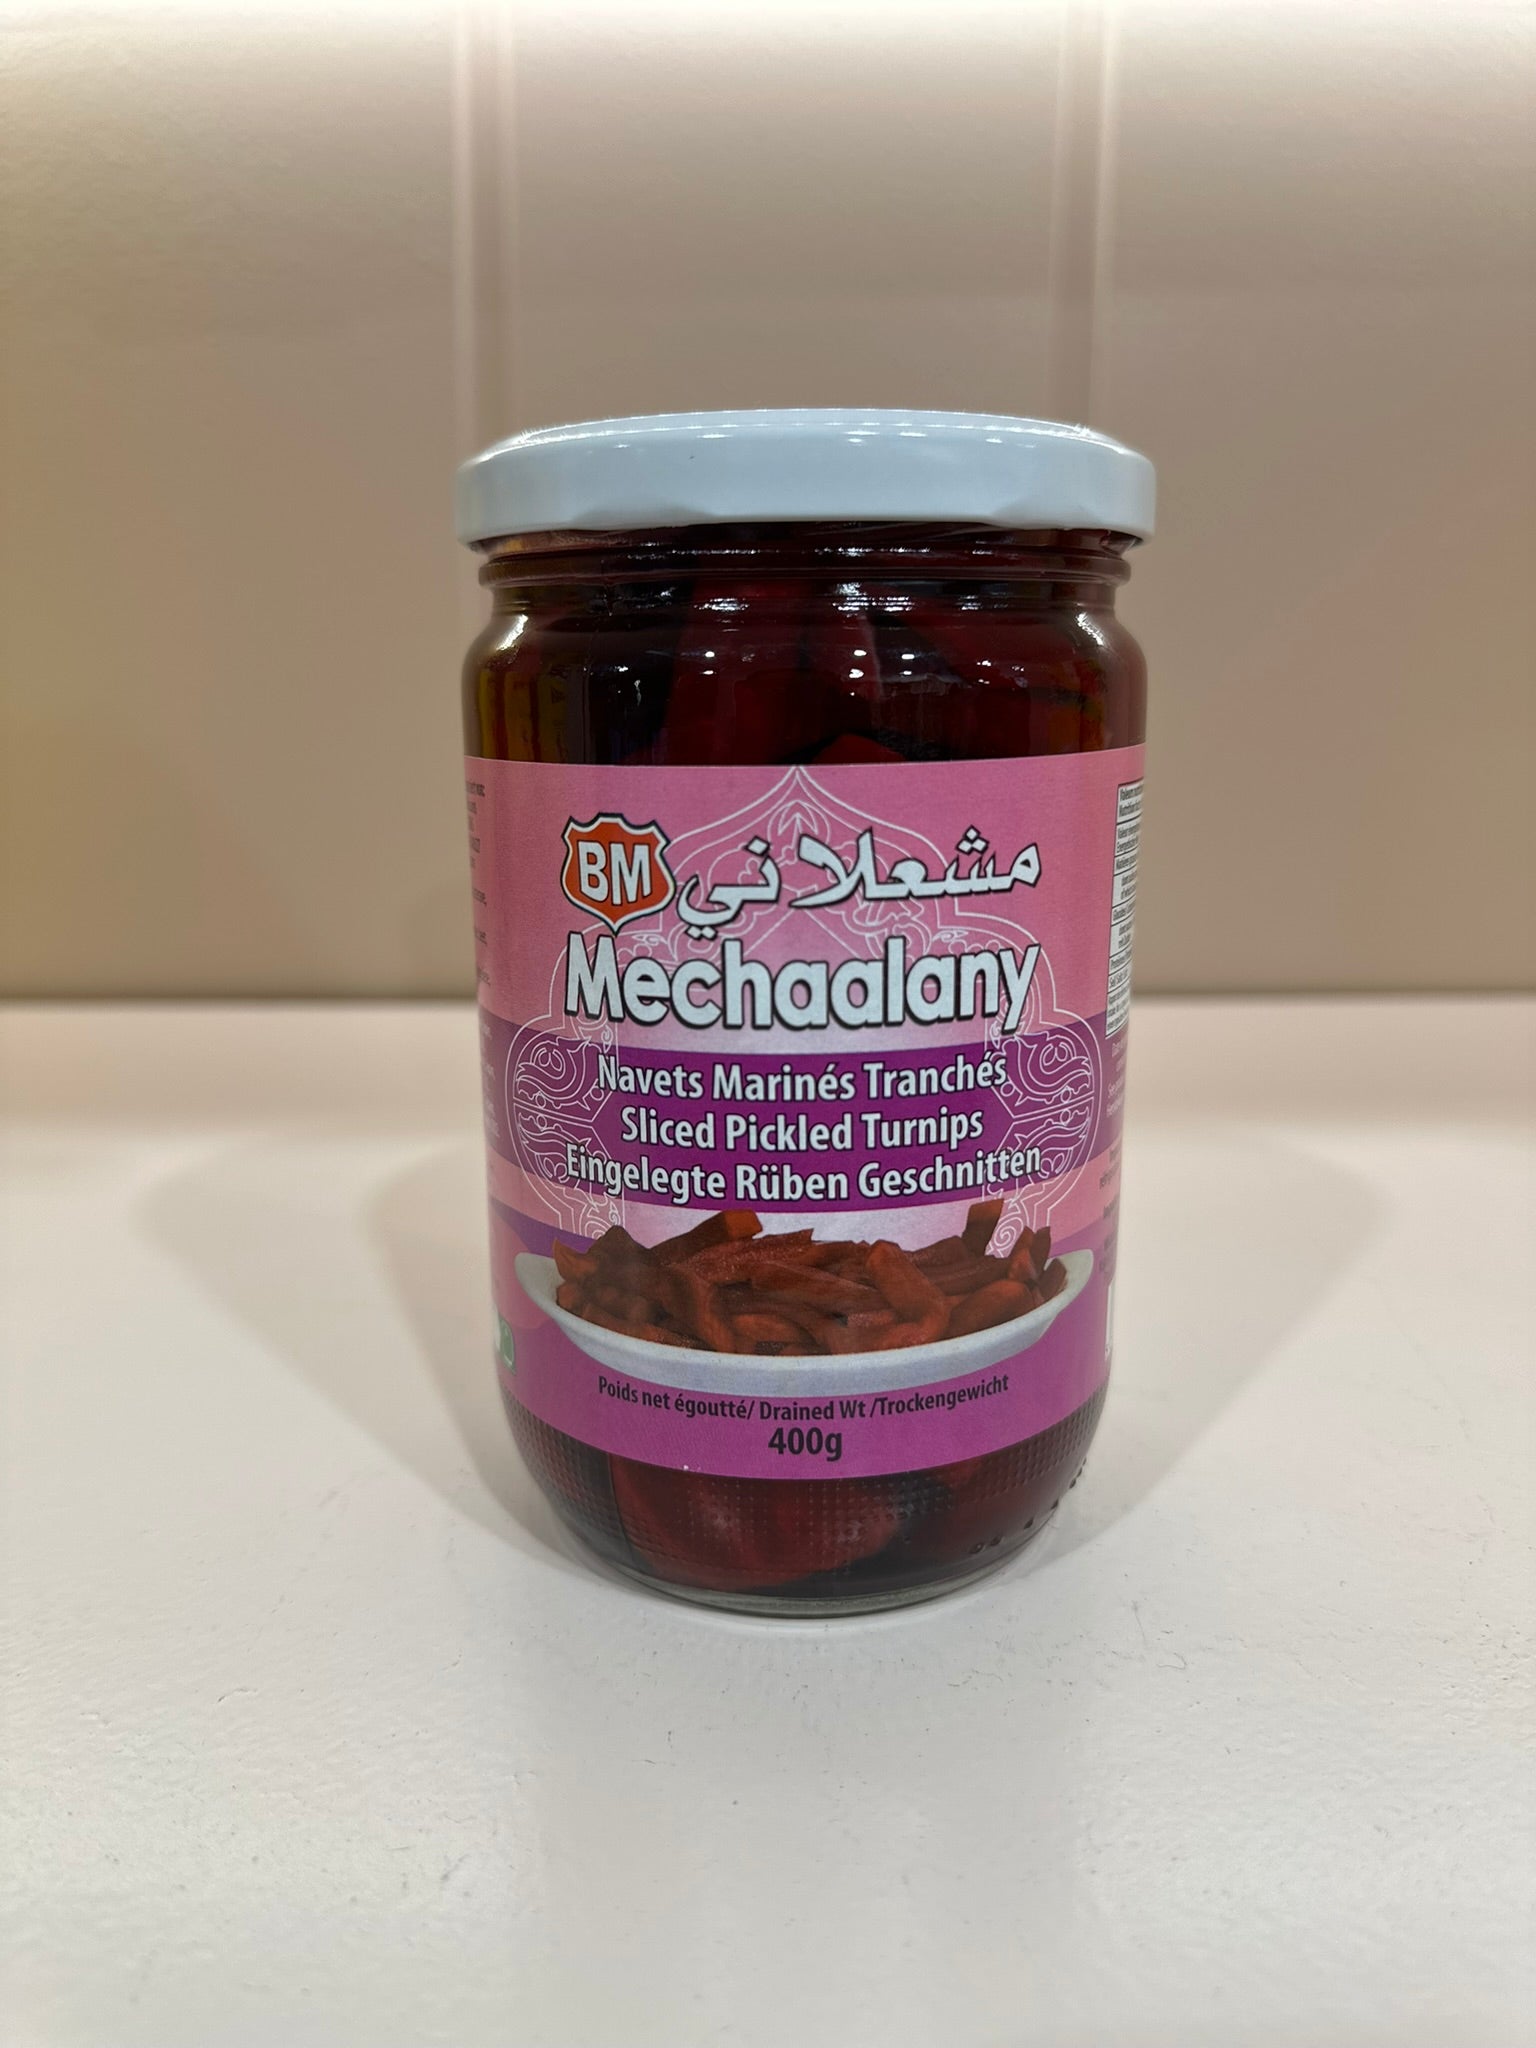 BM
مشعلاني
Mechaalany
Navets Marinés Tranchés
Sliced Pickled Turnips
Eingelegte Rüben Geschnitten
Poids net égoutté/ Drained Wt /Trockengewicht
400g